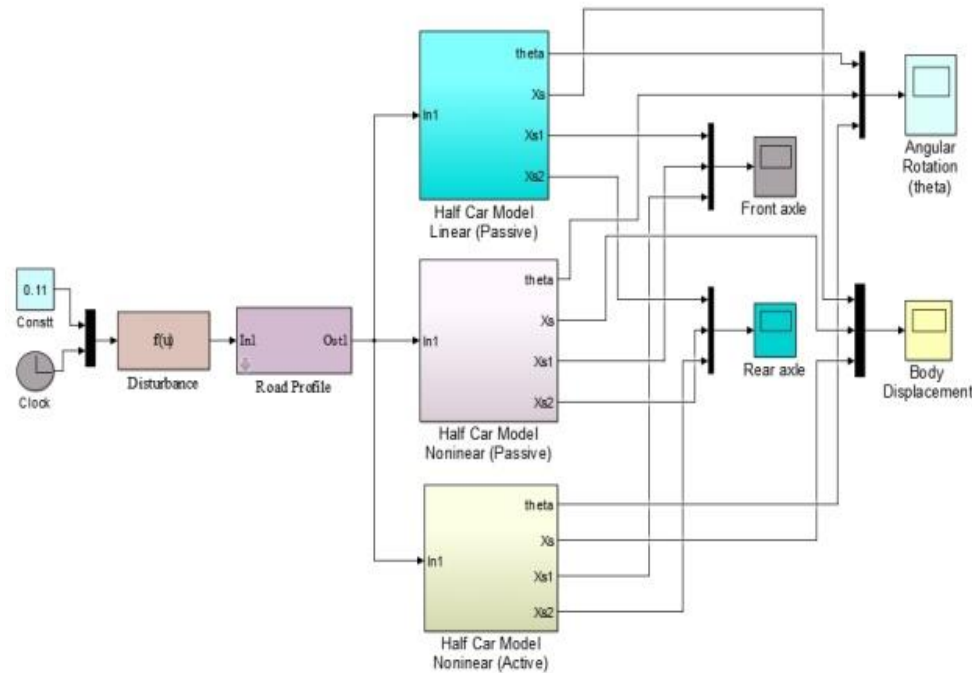 0.11
Constt
Clock
f(u)
Disturbance
In1
Out1
Road Profile
In1
theta
Xs
Xs1
Xs2
Half Car Model
Linear (Passive)
In1
theta
Xs
Xs1
Xs2
Half Car Model
Noninear (Passive)
In1
theta
Xs
Xs1
Xs2
Half Car Model
Noninear (Active)
Front axle
Rear axle
Angular
Rotation
(theta)
Body
Displacement